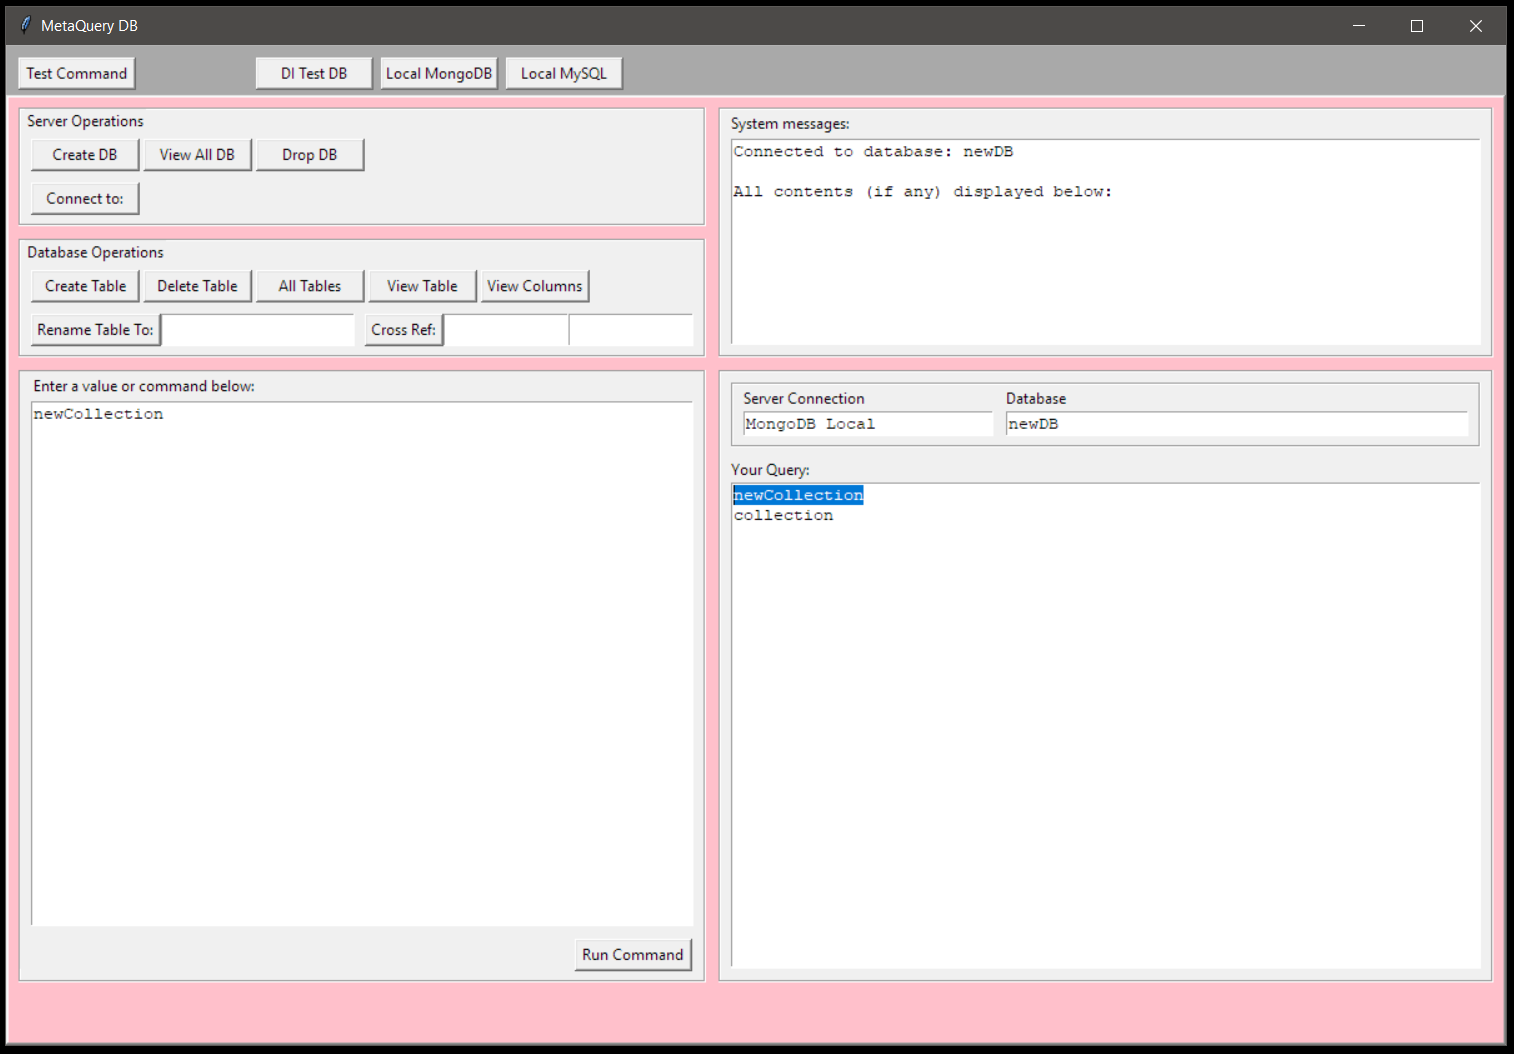 MetaQuery DB
Test Command
DI Test DB
Local MongoDB
Local MySQL
Server Operations
Create DB
View All DB
Drop DB
Connect to:
Database Operations
Create Table
Delete Table
All Tables
View Table
View Columns
Rename Table To:
Cross Ref:
Enter a value or command below:
newCollection
Run Command
System messages:
Connected to database: newDB
All contents (if any) displayed below:
Server Connection
Database
MongoDB Local
newDB
Your Query:
newCollection
collection